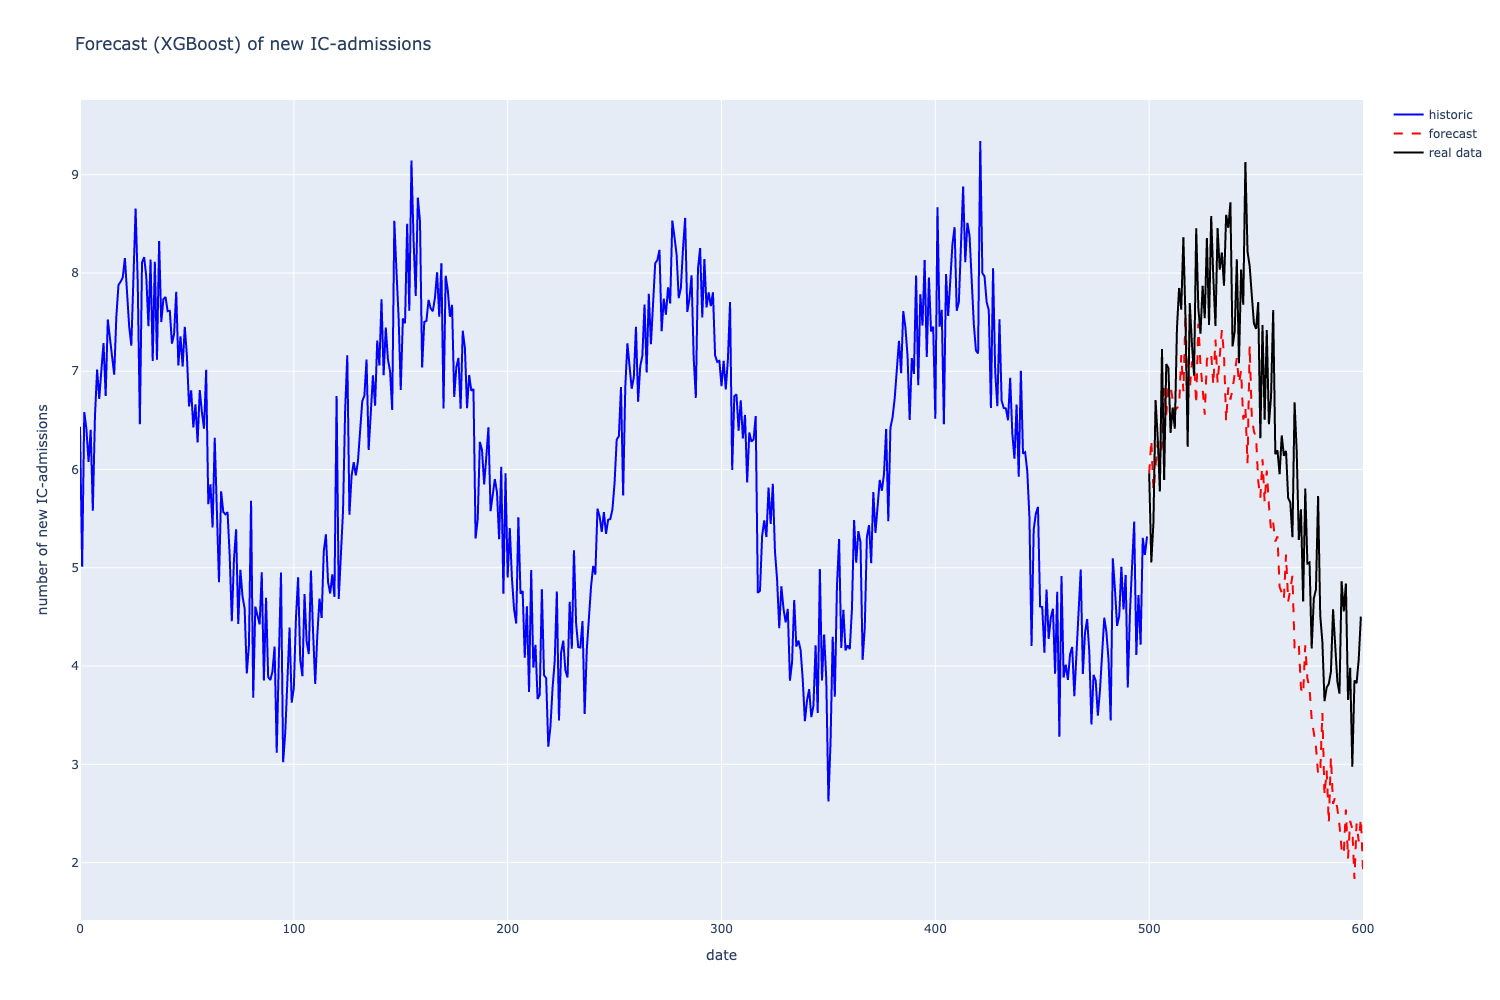 Forecast (XGBoost) of new IC-admissions
historic
forecast
real data
9
8
7
6
5
4
3
2
number of new IC-admissions
0 100 200 300 400 500 600
date